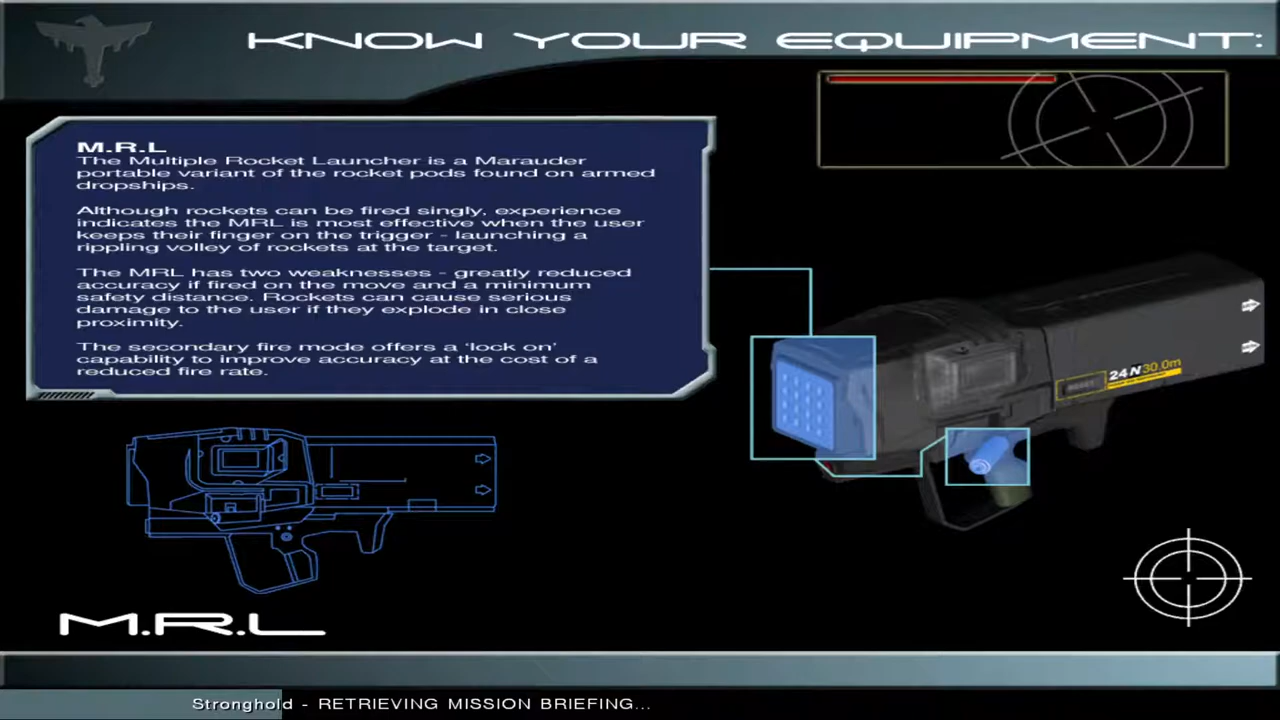 KNOW YOUR EQUIPMENT:
M.R.L
The Multiple Rocket Launcher is a Marauder
portable variant of the rocket pods found on armed
dropships.
Although rockets can be fired singly, experience
indicates the MRL is most effective when the user
keeps their finger on the trigger - launching a
rippling volley of rockets at the target.
The MRL has two weaknesses - greatly reduced
accuracy if fired on the move and a minimum
safety distance. Rockets can cause serious
damage to the user if they explode in close
proximity.
The secondary fire mode offers a 'lock on'
capability to improve accuracy at the cost of a
reduced fire rate.
24N30.0m
M.R.L
Stronghold - RETRIEVING MISSION BRIEFING...